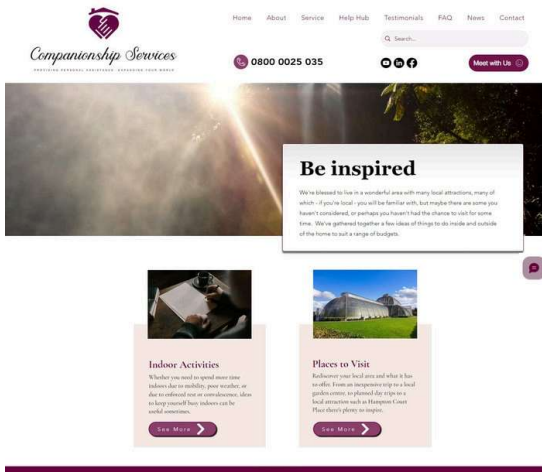 Home About Service Help Hub Testimonials FAQ News Contact
Search...
Companionship Services
PROVIDING PERSONAL ASSISTANCE. EXPANDING YOUR WORLD
0800 0025 035
Meet with Us
Be inspired
We're blessed to live in a wonderful area with many local attractions, many of
which - if you're local - you will be familiar with, but maybe there are some you
haven't considered, or perhaps you haven't had the chance to visit for some
time. We've gathered together a few ideas of things to do inside and outside
of the home to suit a range of budgets.
Indoor Activities
Whether you need to spend more time
indoors due to mobility, poor weather, or
due to enforced rest or convalescence, ideas
to keep yourself busy indoors can be
useful sometimes.
See More
Places to Visit
Rediscover your local area and what it has
to offer. From an inexpensive trip to a local
garden centre, to planned day trips to a
local attraction such as Hampton Court
Place there's plenty to inspire.
See More